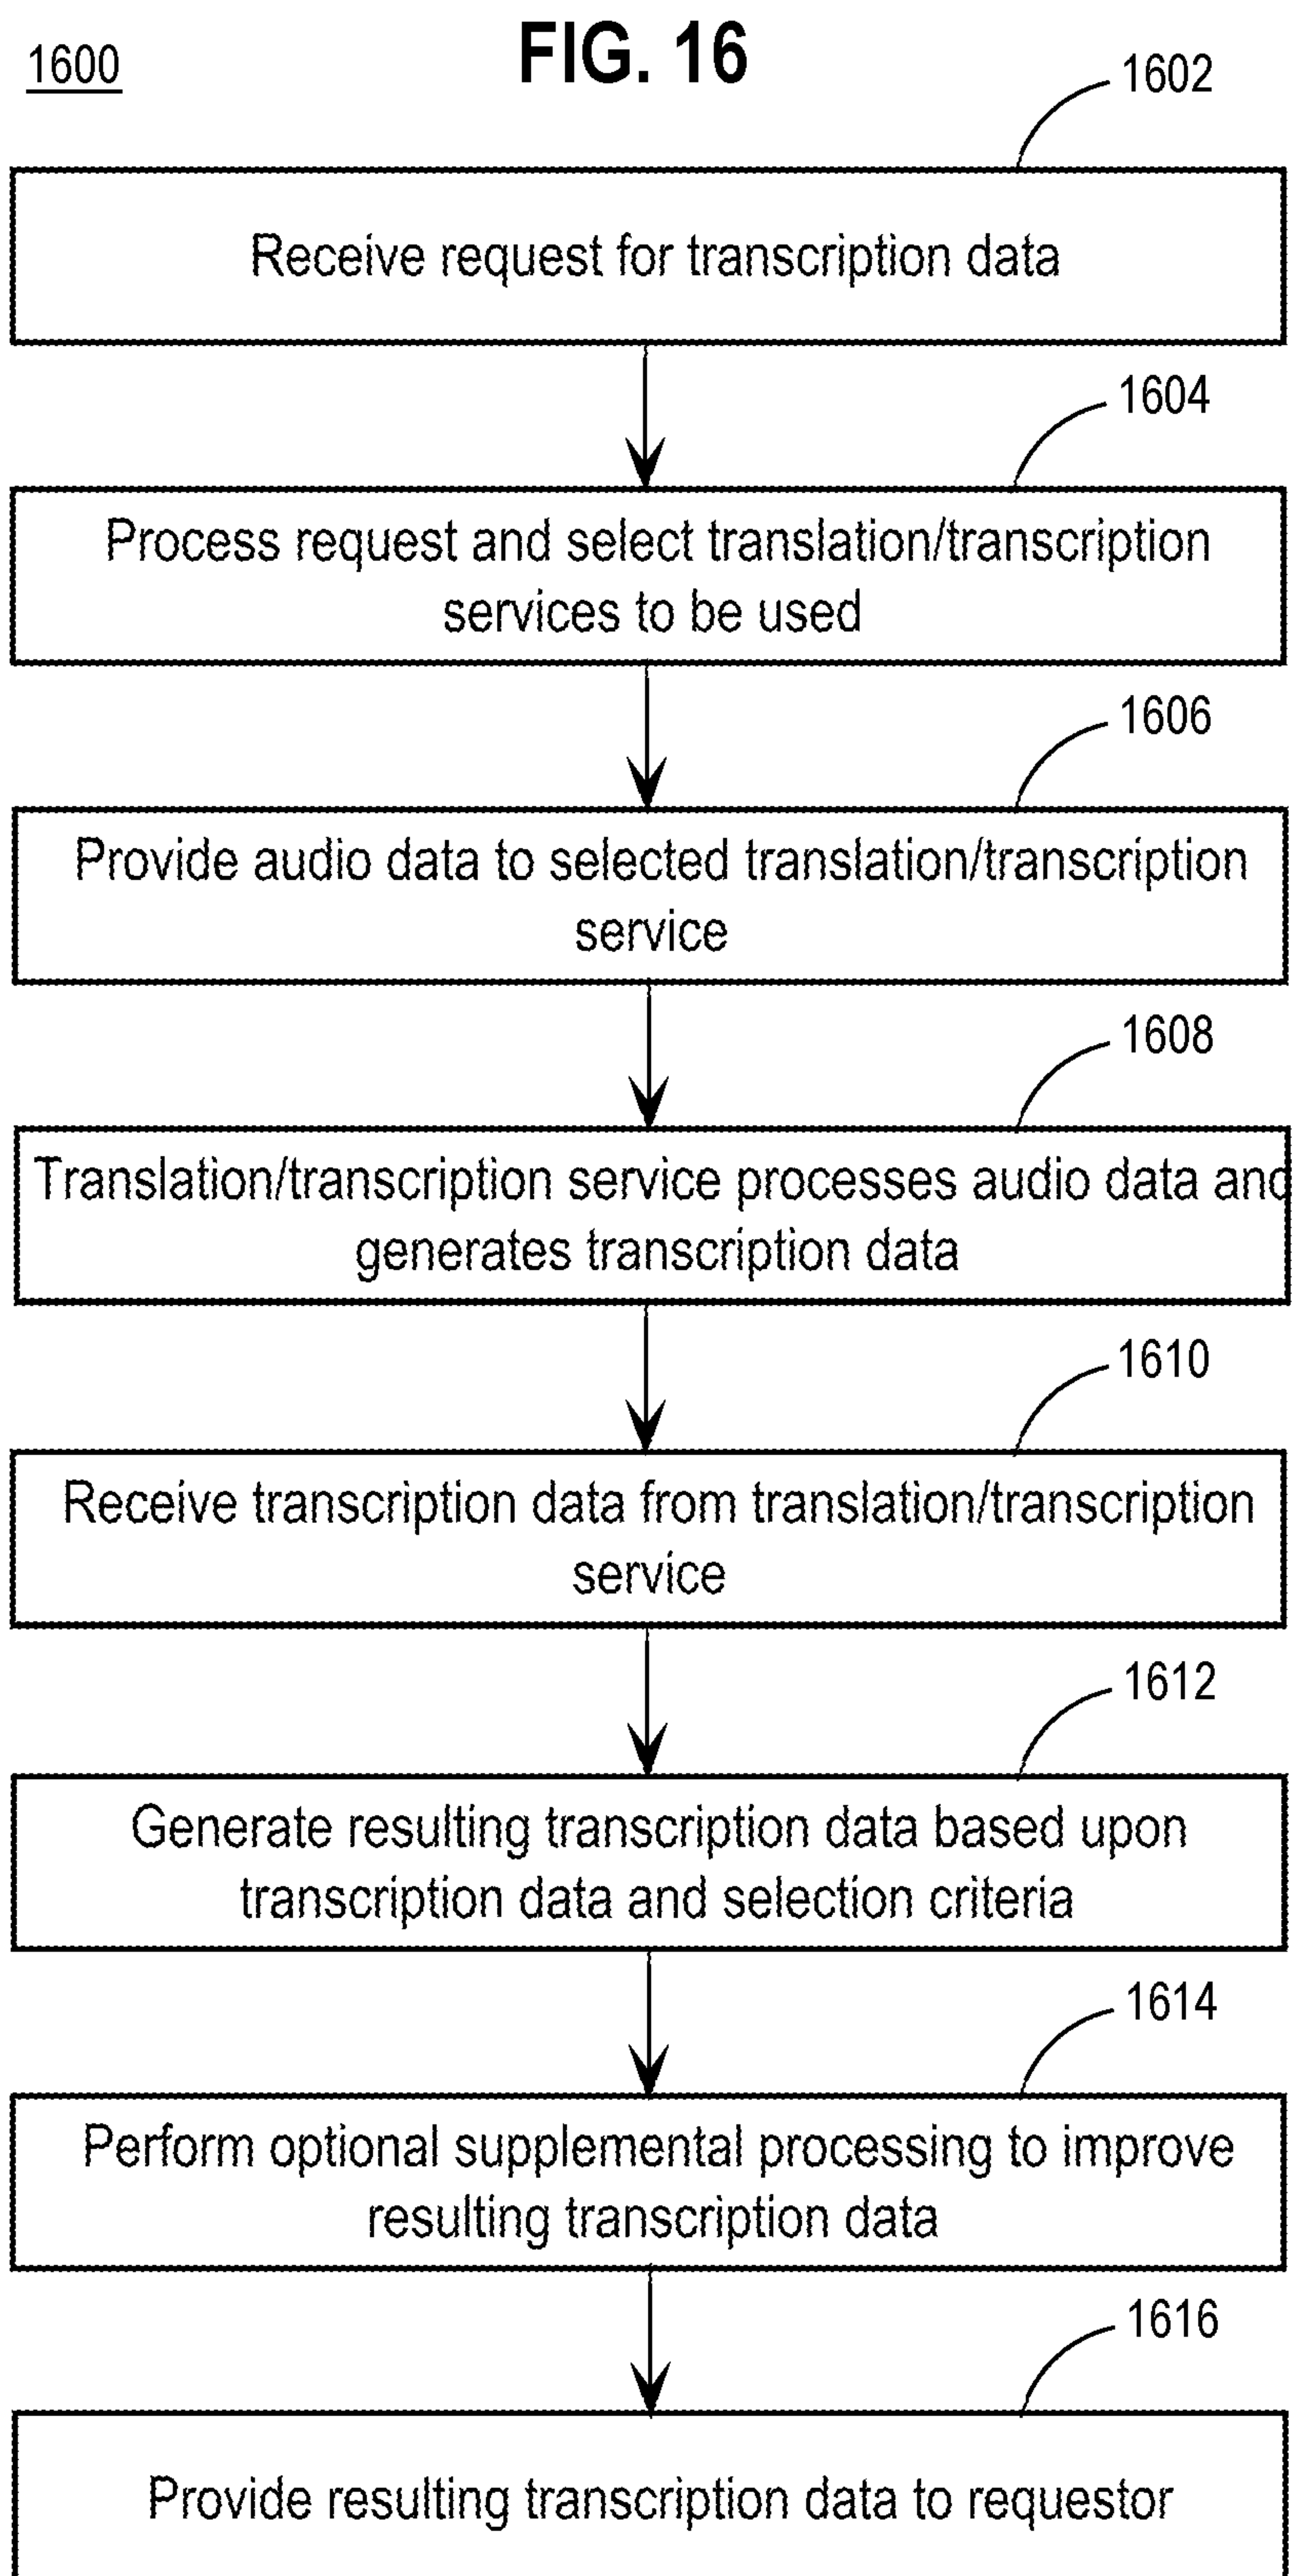 1600
FIG. 16
1602
Receive request for transcription data
1604
Process request and select translation/transcription
services to be used
1606
Provide audio data to selected translation/transcription
service
1608
Translation/transcription service processes audio data and
generates transcription data
1610
Receive transcription data from translation/transcription
service
1612
Generate resulting transcription data based upon
transcription data and selection criteria
1614
Perform optional supplemental processing to improve
resulting transcription data
1616
Provide resulting transcription data to requestor